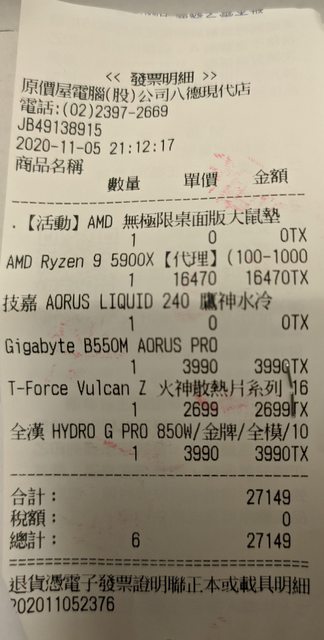 << 發票明細 >>
原價屋電腦(股)公司八德現代店
電話:(02)2397-2669
JB49138915
2020-11-05 21:12:17
商品名稱
數量 單價 金額
.【活動】AMD 無極限桌面版大鼠墊
1 0 0TX
AMD Ryzen 9 5900X【代理】(100-1000
1 16470 16470TX
技嘉 AORUS LIQUID 240 鷹神水冷
1 0 0TX
Gigabyte B550M AORUS PRO
1 3990 3990TX
T-Force Vulcan Z 火神散熱片系列 16
1 2699 2699TX
全漢 HYDRO G PRO 850W/金牌/全模/10
1 3990 3990TX
合計: 27149
稅額: 0
總計: 6 27149
退貨憑電子發票證明聯正本或載具明細
P202011052376